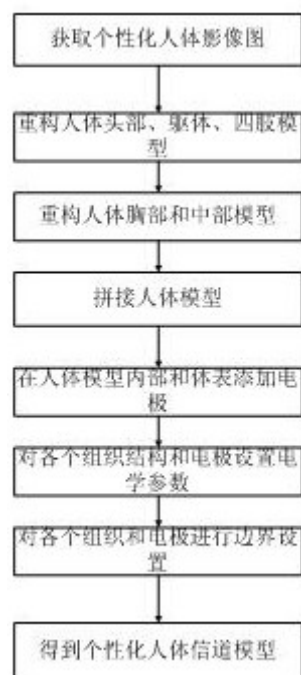 获取个性化人体影像图
重构人体头部、躯体、四肢模
型
重构人体胸部和中部模型
拼接人体模型
在人体模型内部和体表添加电
极
对各个组织结构和电极设置电
学参数
对各个组织和电极进行边界设
置
得到个性化人体信道模型